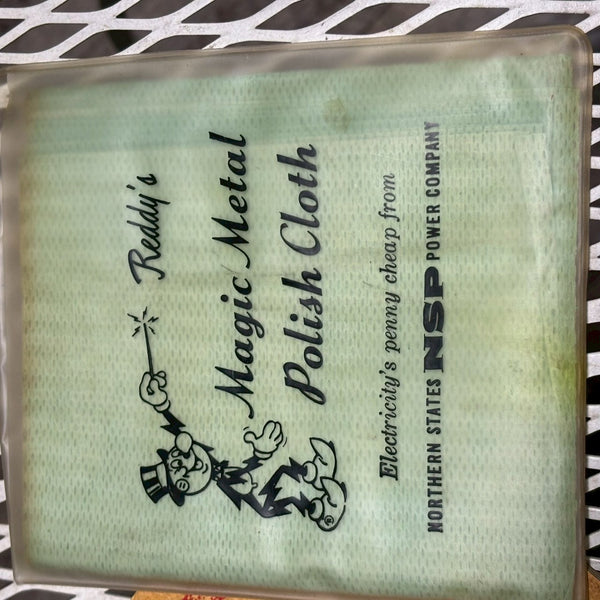 Reddy's
Magic Metal
Polish Cloth
Electricity's penny cheap from
NORTHERN STATES NSP POWER COMPANY